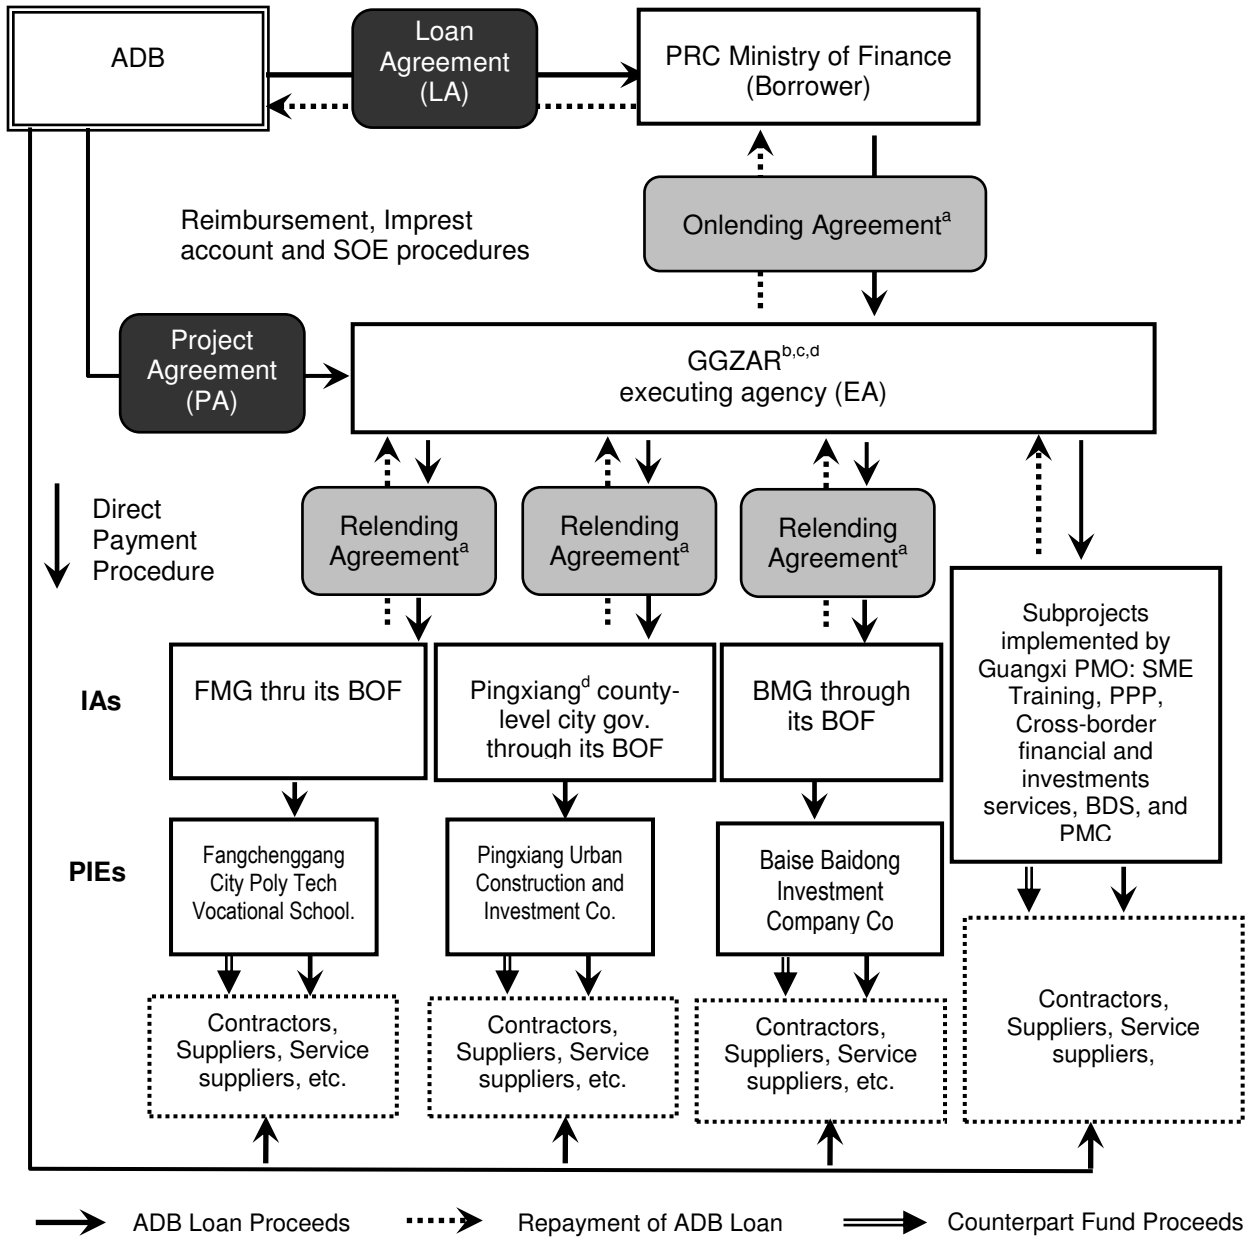 ADB
Loan
Agreement
(LA)
PRC Ministry of Finance
(Borrower)
Reimbursement, Imprest
account and SOE procedures
Onlending Agreementᵃ
Project
Agreement
(PA)
GGZARᵇ,ᶜ,ᵈ
executing agency (EA)
Direct
Payment
Procedure
Relending
Agreementᵃ
Relending
Agreementᵃ
Relending
Agreementᵃ
Subprojects
implemented by
Guangxi PMO: SME
Training, PPP,
Cross-border
financial and
investments
services, BDS, and
PMC
IAs
FMG thru its BOF
Pingxiangᵈ county-
level city gov.
through its BOF
BMG through
its BOF
PIEs
Fangchenggang
City Poly Tech
Vocational School.
Pingxiang Urban
Construction and
Investment Co.
Baise Baidong
Investment
Company Co
Contractors,
Suppliers, Service
suppliers, etc.
Contractors,
Suppliers, Service
suppliers, etc.
Contractors,
Suppliers, Service
suppliers, etc.
Contractors,
Suppliers, Service
suppliers,
ADB Loan Proceeds
Repayment of ADB Loan
Counterpart Fund Proceeds